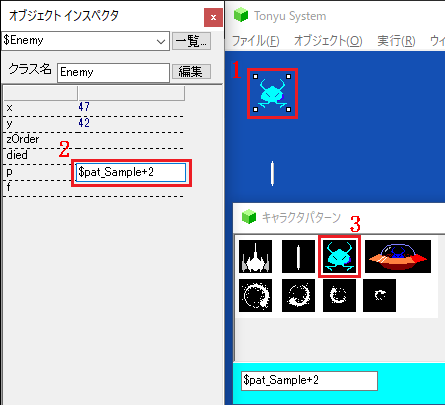 オブジェクト インスペクタ
$Enemy
一覧...
クラス名
Enemy
編集
x 47
y 42
zOrder
died
p $pat_Sample+2
f
2
Tonyu System
ファイル(F) オブジェクト(O) 実行(R) ウィ
1
キャラクタパターン
3
$pat_Sample+2